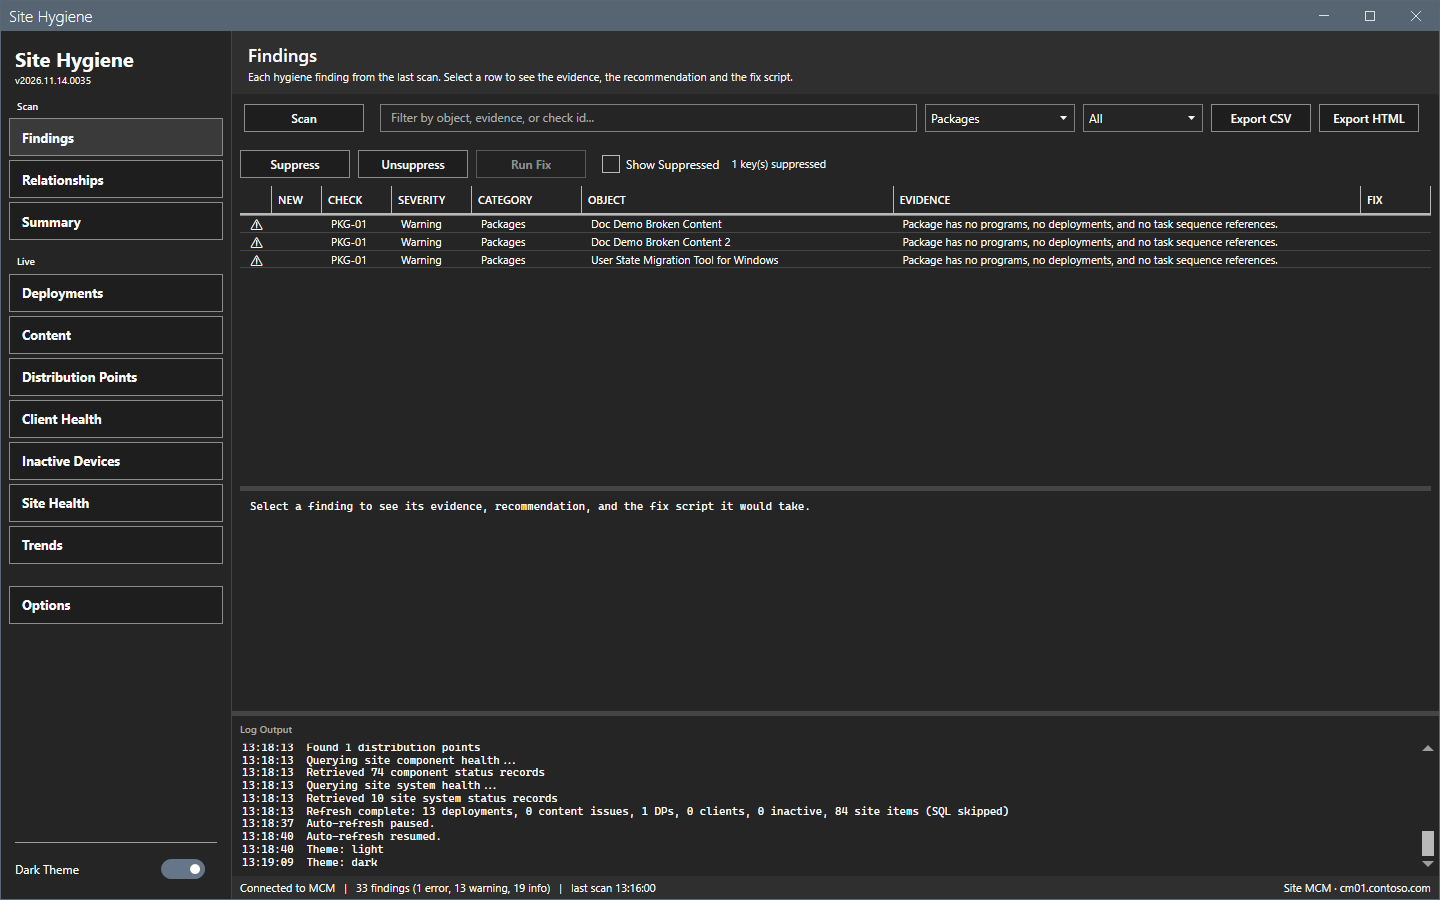 Site Hygiene
Site Hygiene
v2026.11.14.0035
Scan
Findings
Relationships
Summary
Live
Deployments
Content
Distribution Points
Client Health
Inactive Devices
Site Health
Trends
Options
Dark Theme
Findings
Each hygiene finding from the last scan. Select a row to see the evidence, the recommendation and the fix script.
Scan Filter by object, evidence, or check id... Packages All Export CSV Export HTML
Suppress Unsuppress Run Fix Show Suppressed 1 key(s) suppressed
NEW CHECK SEVERITY CATEGORY OBJECT EVIDENCE FIX
PKG-01 Warning Packages Doc Demo Broken Content Package has no programs, no deployments, and no task sequence references.
PKG-01 Warning Packages Doc Demo Broken Content 2 Package has no programs, no deployments, and no task sequence references.
PKG-01 Warning Packages User State Migration Tool for Windows Package has no programs, no deployments, and no task sequence references.
Select a finding to see its evidence, recommendation, and the fix script it would take.
Log Output
13:18:13 Found 1 distribution points
13:18:13 Querying site component health...
13:18:13 Retrieved 74 component status records
13:18:13 Querying site system health...
13:18:13 Retrieved 10 site system status records
13:18:13 Refresh complete: 13 deployments, 0 content issues, 1 DPs, 0 clients, 0 inactive, 84 site items (SQL skipped)
13:18:37 Auto-refresh paused.
13:18:40 Auto-refresh resumed.
13:18:40 Theme: light
13:19:09 Theme: dark
Connected to MCM | 33 findings (1 error, 13 warning, 19 info) | last scan 13:16:00 Site MCM · cm01.contoso.com